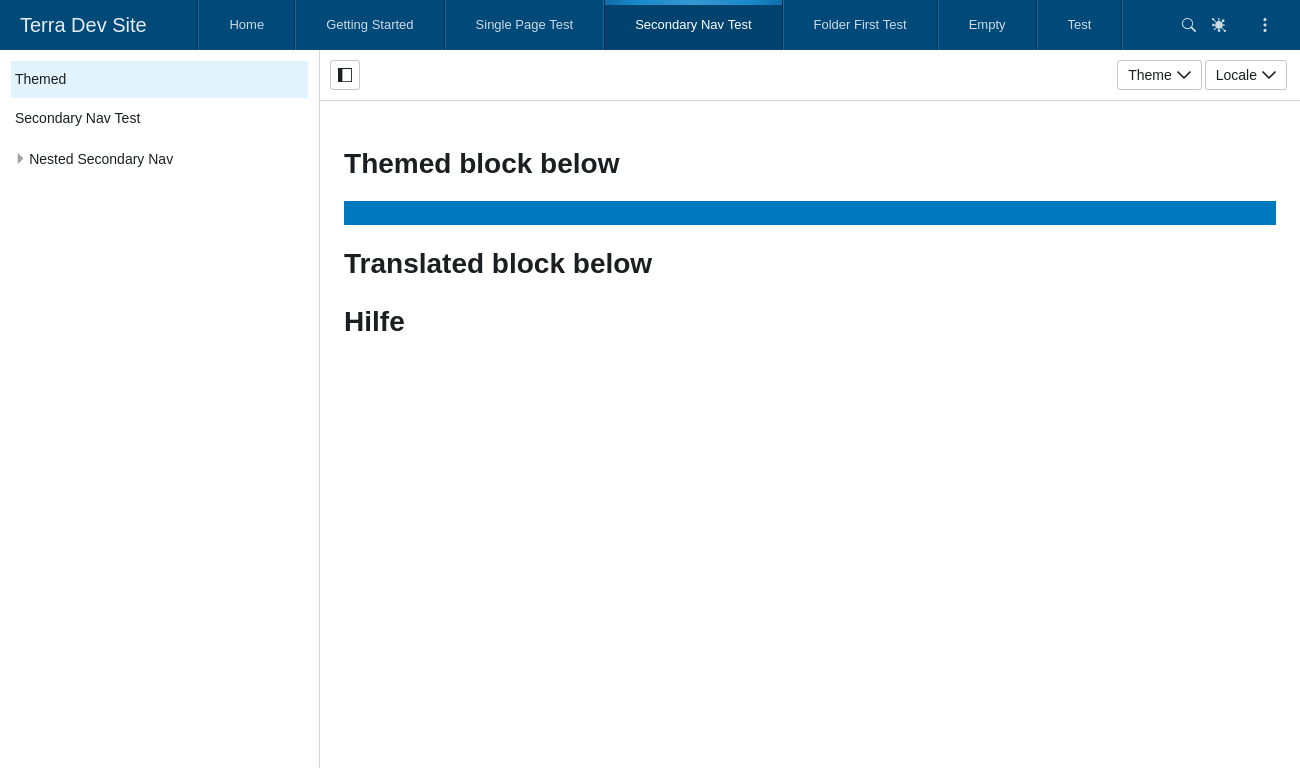 Terra Dev Site
Home
Getting Started
Single Page Test
Secondary Nav Test
Folder First Test
Empty
Test
Themed
Secondary Nav Test
Nested Secondary Nav
Theme
Locale
Themed block below
Translated block below
Hilfe